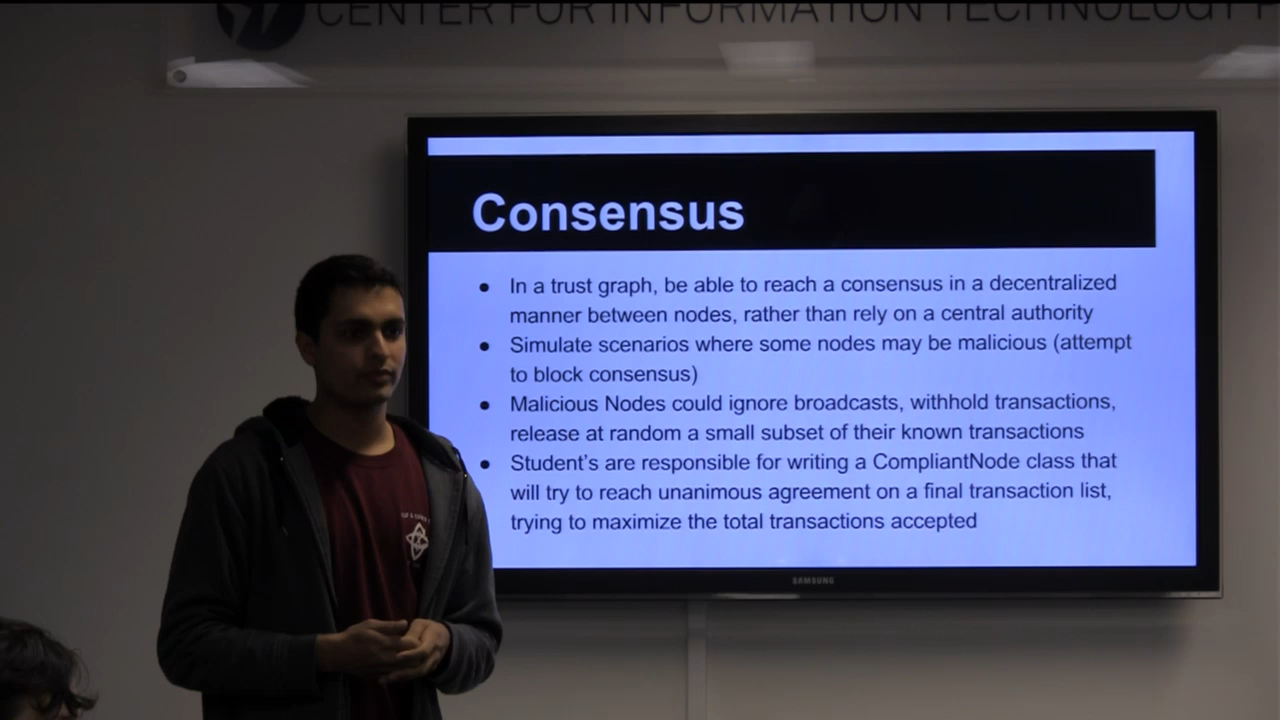 CENTER FOR INFORMATION TECHNOLOGY
Consensus
● In a trust graph, be able to reach a consensus in a decentralized
manner between nodes, rather than rely on a central authority
● Simulate scenarios where some nodes may be malicious (attempt
to block consensus)
● Malicious Nodes could ignore broadcasts, withhold transactions,
release at random a small subset of their known transactions
● Student's are responsible for writing a CompliantNode class that
will try to reach unanimous agreement on a final transaction list,
trying to maximize the total transactions accepted
SAMSUNG